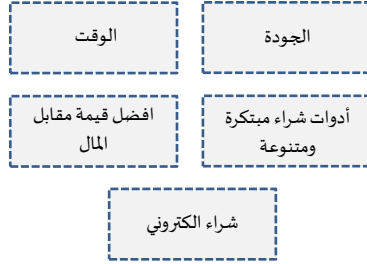 الجودة
الوقت
أدوات شراء مبتكرة
ومتنوعة
افضل قيمة مقابل
المال
شراء الكتروني